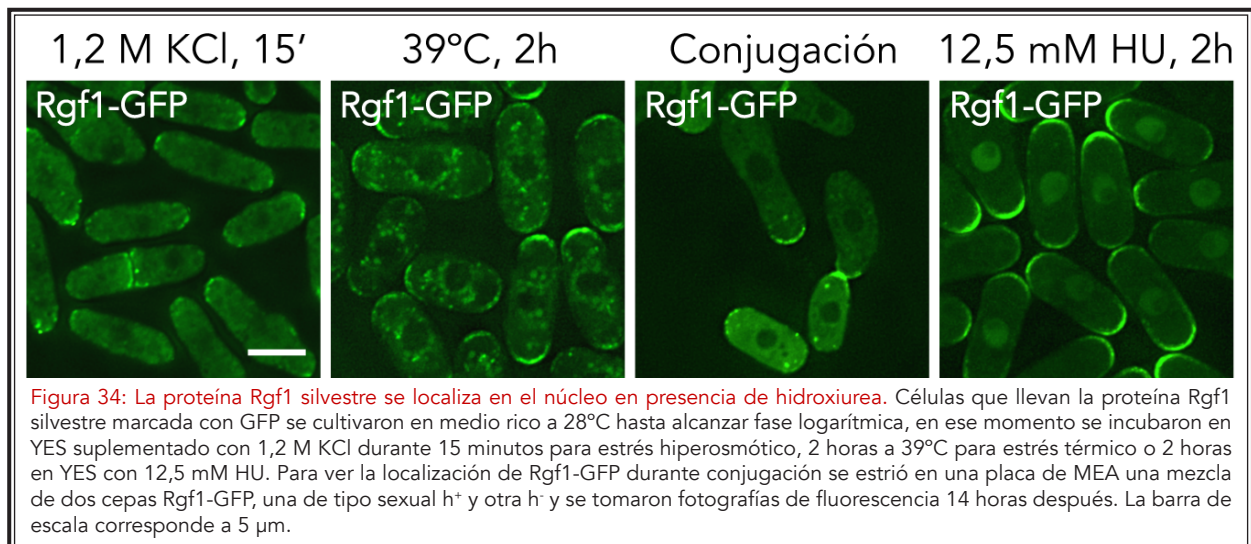 1,2 M KCl, 15’ 39ºC, 2h Conjugación 12,5 mM HU, 2h
Rgf1-GFP Rgf1-GFP Rgf1-GFP Rgf1-GFP
Figura 34: La proteína Rgf1 silvestre se localiza en el núcleo en presencia de hidroxiurea. Células que llevan la proteína Rgf1
silvestre marcada con GFP se cultivaron en medio rico a 28ºC hasta alcanzar fase logarítmica, en ese momento se incubaron en
YES suplementado con 1,2 M KCl durante 15 minutos para estrés hiperosmótico, 2 horas a 39ºC para estrés térmico o 2 horas
en YES con 12,5 mM HU. Para ver la localización de Rgf1-GFP durante conjugación se estrió en una placa de MEA una mezcla
de dos cepas Rgf1-GFP, una de tipo sexual h⁺ y otra h⁻ y se tomaron fotografías de fluorescencia 14 horas después. La barra de
escala corresponde a 5 µm.